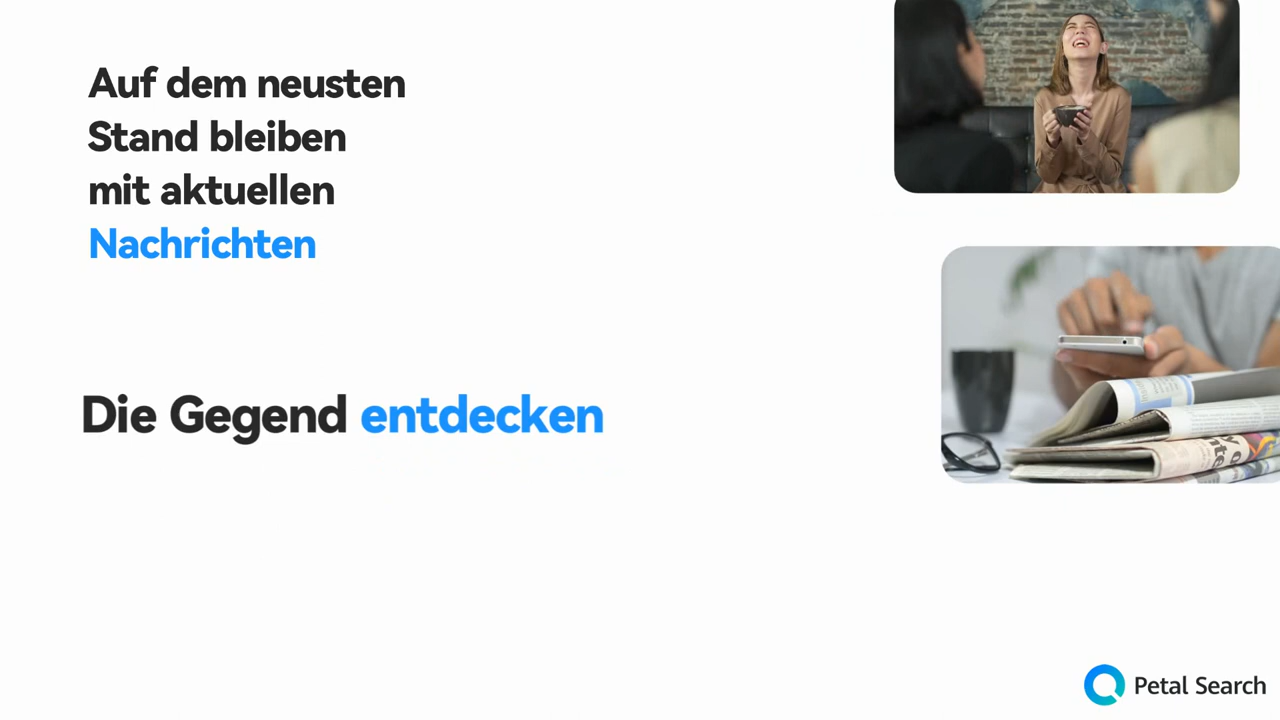 Auf dem neusten
Stand bleiben
mit aktuellen
Nachrichten
Die Gegend entdecken
Petal Search